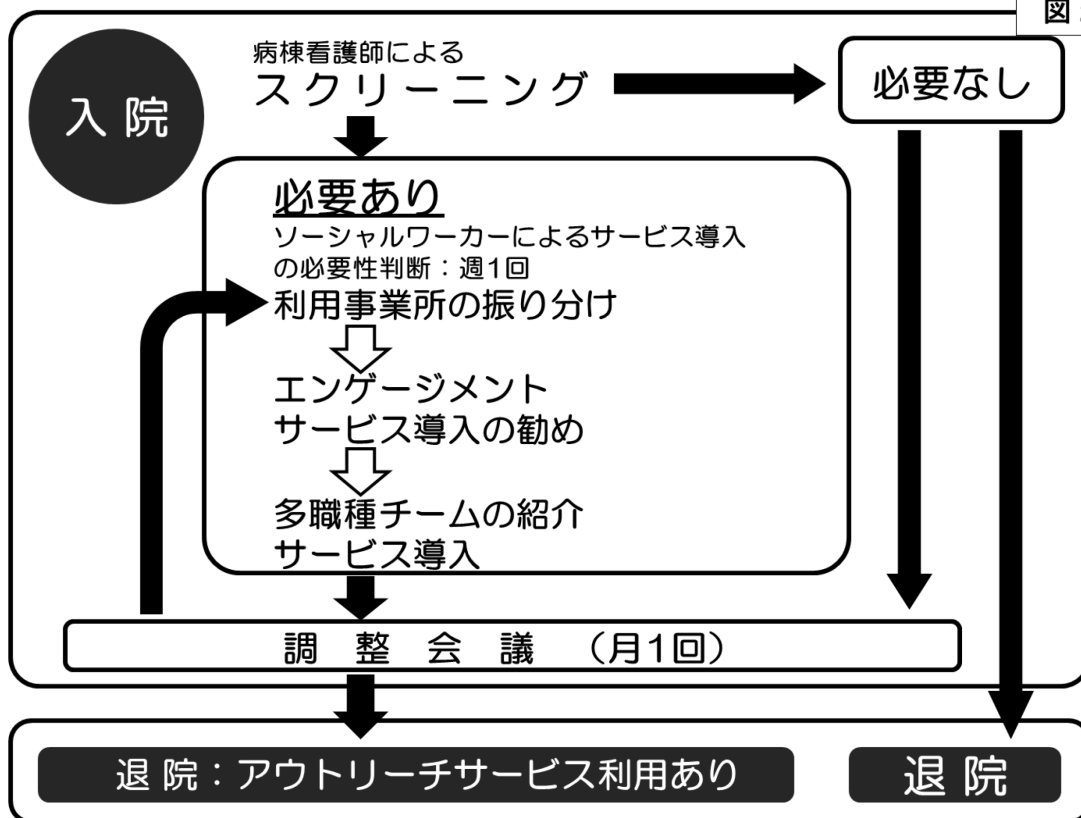 図
入院
病棟看護師による
スクリーニング
必要なし
必要あり
ソーシャルワーカーによるサービス導入
の必要性判断：週1回
利用事業所の振り分け
エンゲージメント
サービス導入の勧め
多職種チームの紹介
サービス導入
調整会議（月1回）
退院：アウトリーチサービス利用あり
退院